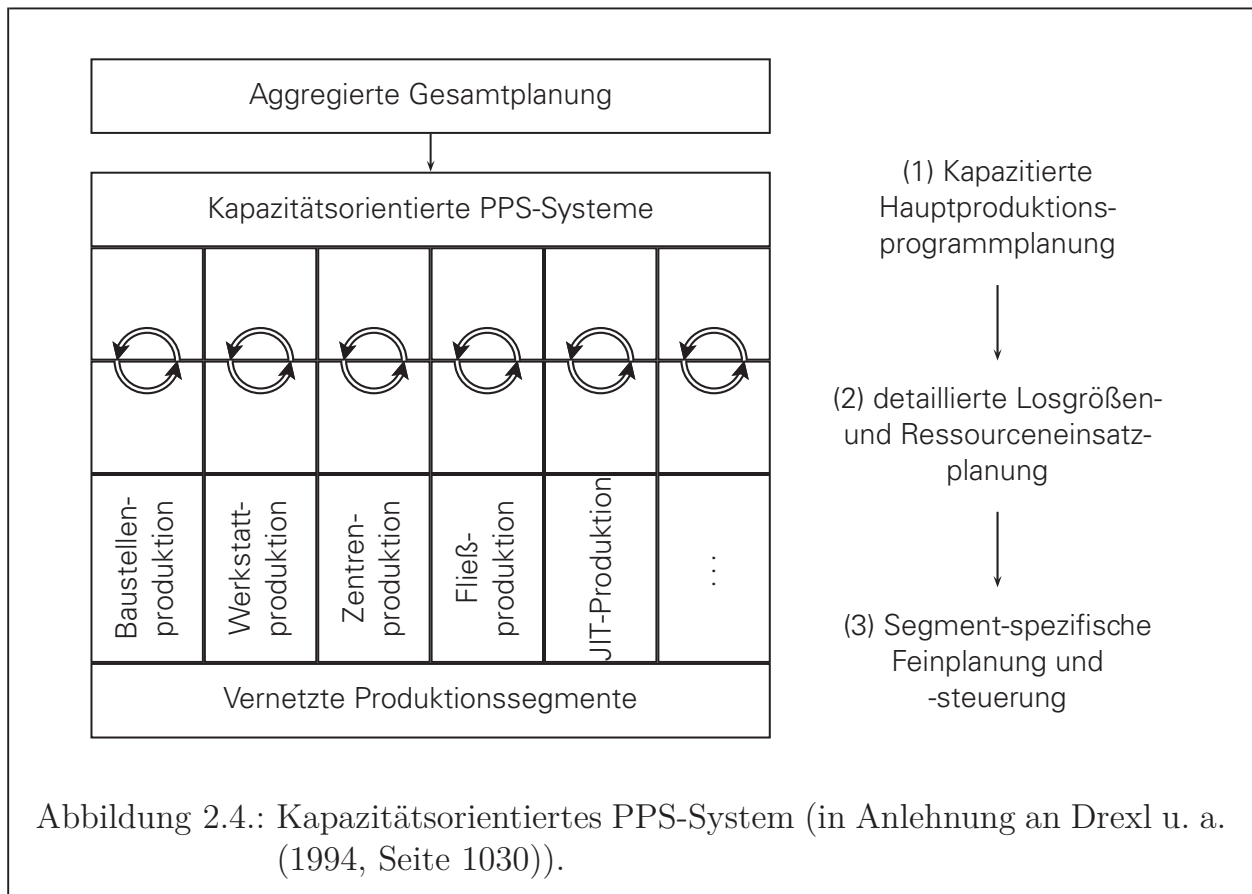 Aggregierte Gesamtplanung
Kapazitätsorientierte PPS-Systeme
Baustellen-
produktion
Werkstatt-
produktion
Zentren-
produktion
Fließ-
produktion
JIT-Produktion
...
Vernetzte Produktionssegmente
(1) Kapazitierte
Hauptproduktions-
programmplanung
(2) detaillierte Losgrößen-
und Ressourceneinsatz-
planung
(3) Segment-spezifische
Feinplanung und
-steuerung
Abbildung 2.4.: Kapazitätsorientiertes PPS-System (in Anlehnung an Drexl u. a.
(1994, Seite 1030)).